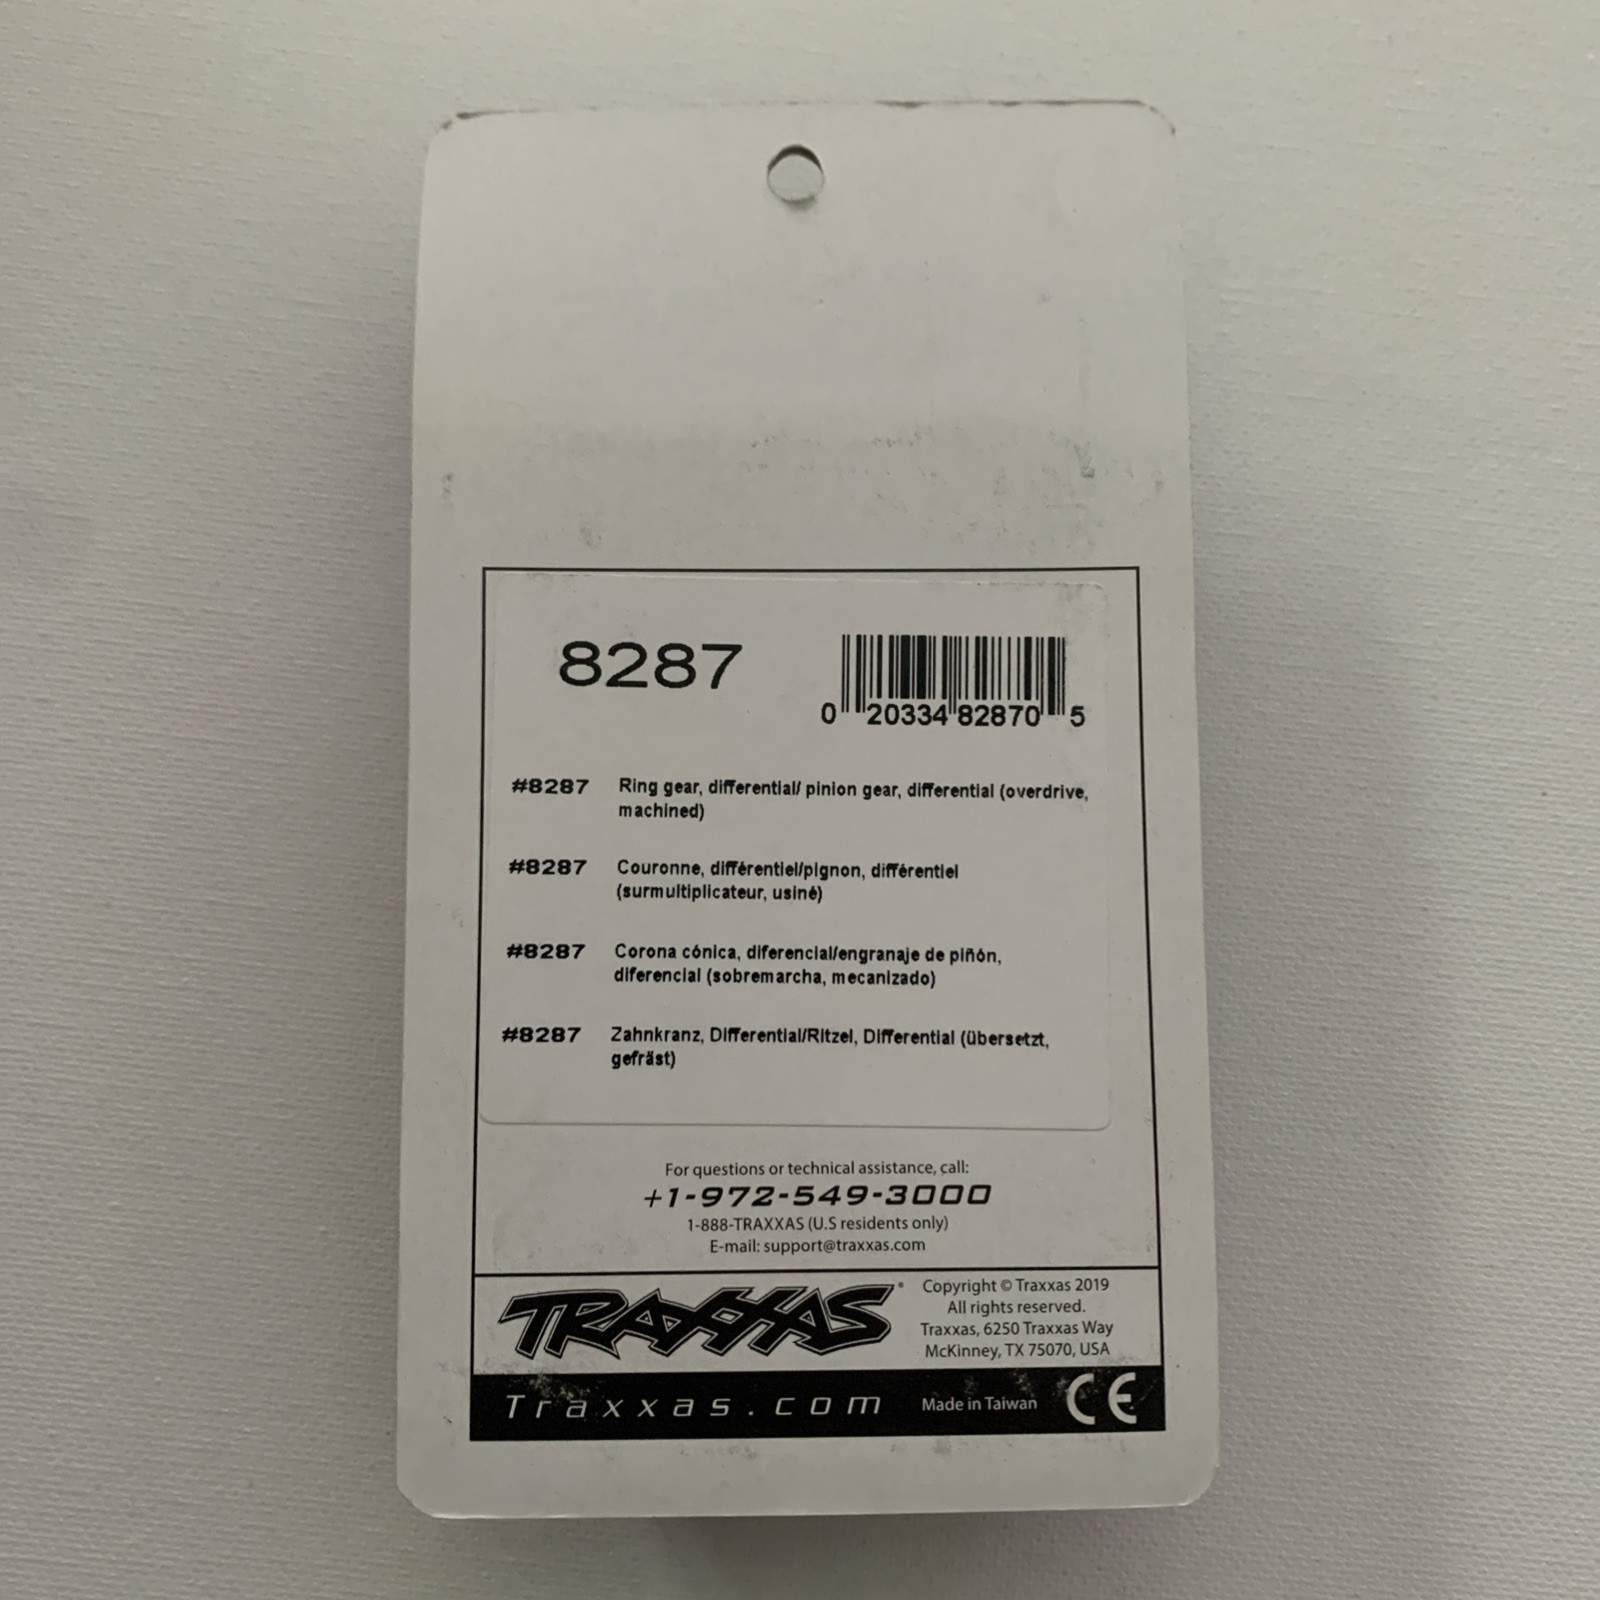 8287
0 20334 82870 5
#8287 Ring gear, differential/ pinion gear, differential (overdrive,
machined)
#8287 Couronne, différentiel/pignon, différentiel
(surmultiplicateur, usiné)
#8287 Corona cónica, diferencial/engranaje de piñón,
diferencial (sobremarcha, mecanizado)
#8287 Zahnkranz, Differential/Ritzel, Differential (übersetzt,
gefräst)
For questions or technical assistance, call:
+1-972-549-3000
1-888-TRAXXAS (U.S residents only)
E-mail: support@traxxas.com
TRAXXAS®
Copyright © Traxxas 2019
All rights reserved.
Traxxas, 6250 Traxxas Way
McKinney, TX 75070, USA
Traxxas.com
Made in Taiwan
CE